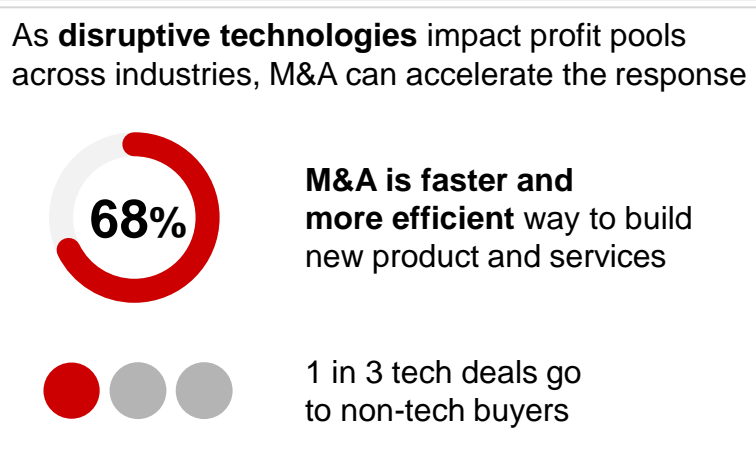 As disruptive technologies impact profit pools
across industries, M&A can accelerate the response
68%
M&A is faster and
more efficient way to build
new product and services
1 in 3 tech deals go
to non-tech buyers